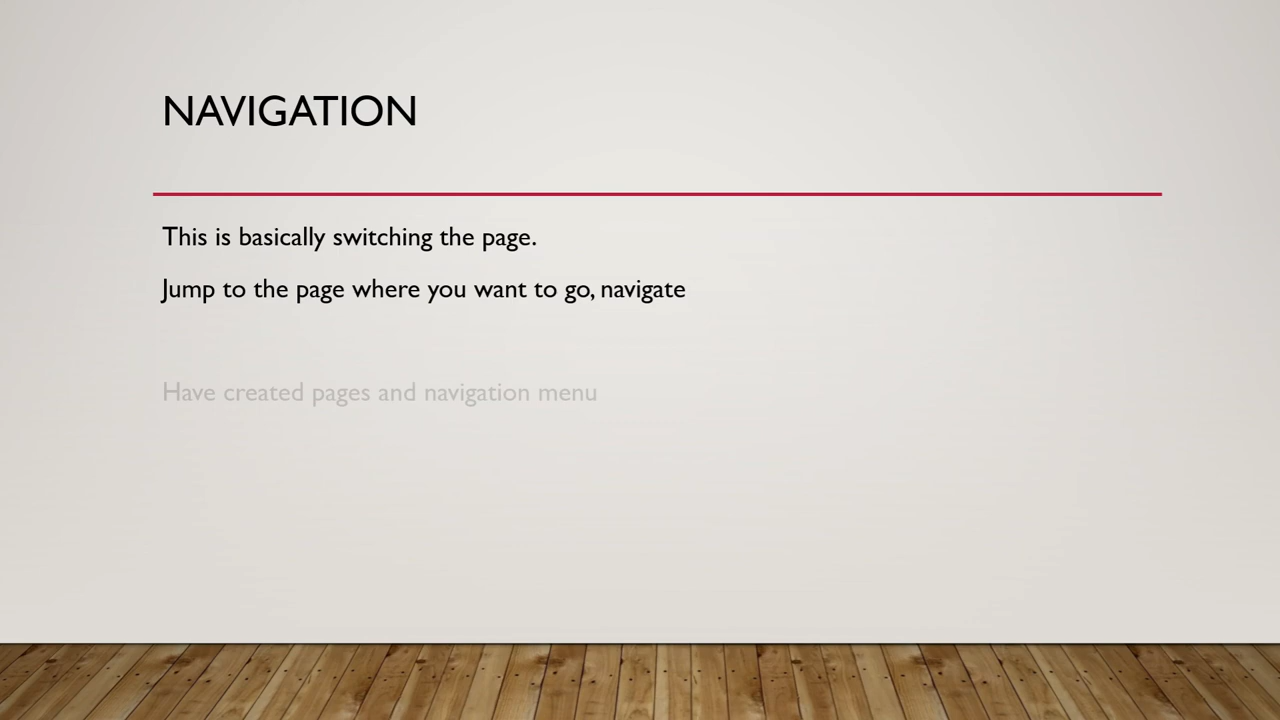 NAVIGATION
This is basically switching the page.
Jump to the page where you want to go, navigate
Have created pages and navigation menu